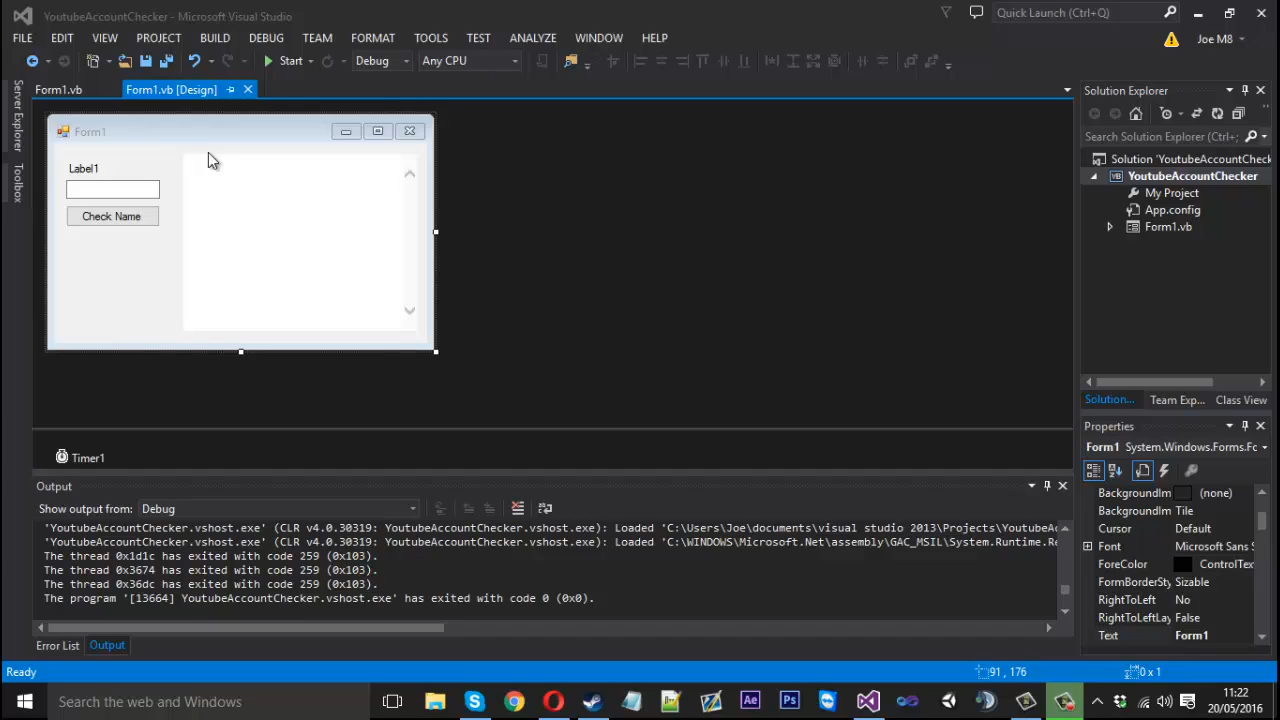 YoutubeAccountChecker - Microsoft Visual Studio
Quick Launch (Ctrl+Q)
FILE EDIT VIEW PROJECT BUILD DEBUG TEAM FORMAT TOOLS TEST ANALYZE WINDOW HELP
Joe M8
Start Debug Any CPU
Server Explorer
Toolbox
Form1.vb Form1.vb [Design]
Form1
Label1
Check Name
Timer1
Solution Explorer
Search Solution Explorer (Ctrl+;
Solution 'YoutubeAccountCheck
YoutubeAccountChecker
My Project
App.config
Form1.vb
Solution... Team Exp... Class View
Properties
Form1 System.Windows.Forms.Fc
BackgroundIm (none)
BackgroundIm Tile
Cursor Default
Font Microsoft Sans S
ForeColor ControlTex
FormBorderSty Sizable
RightToLeft No
RightToLeftLay False
Text Form1
Output
Show output from: Debug
'YoutubeAccountChecker.vshost.exe' (CLR v4.0.30319: YoutubeAccountChecker.vshost.exe): Loaded 'C:\Users\Joe\documents\visual studio 2013\Projects\YoutubeAc
'YoutubeAccountChecker.vshost.exe' (CLR v4.0.30319: YoutubeAccountChecker.vshost.exe): Loaded 'C:\WINDOWS\Microsoft.Net\assembly\GAC_MSIL\System.Runtime.Re
The thread 0x1d1c has exited with code 259 (0x103).
The thread 0x3674 has exited with code 259 (0x103).
The thread 0x36dc has exited with code 259 (0x103).
The program '[13664] YoutubeAccountChecker.vshost.exe' has exited with code 0 (0x0).
Error List Output
Ready
91 , 176
0 x 1
Search the web and Windows
Ae
Ps
11:22
20/05/2016